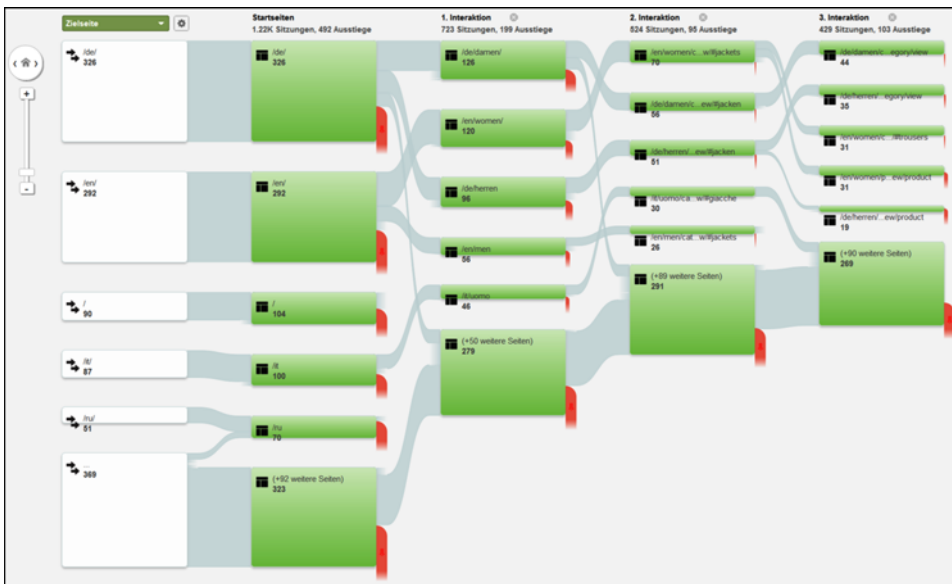 Zielseite
Startseiten
1.22K Sitzungen, 492 Ausstiege
1. Interaktion
723 Sitzungen, 199 Ausstiege
2. Interaktion
524 Sitzungen, 95 Ausstiege
3. Interaktion
429 Sitzungen, 103 Ausstiege
/de/
326
/en/
292
/
90
/it/
87
/ru/
51
...
369
/de/
326
/en/
292
/
104
/it
100
/ru
70
(+92 weitere Seiten)
323
/de/damen/
126
/en/women/
120
/de/herren
96
/en/men
56
/it/uomo
46
(+50 weitere Seiten)
279
/en/women/c...w/#jackets
70
/de/damen/c...ew/#jacken
56
/de/herren/...ew/#jacken
51
/it/uomo/ca...w/#giacche
30
/en/men/cat...w/#jackets
26
(+89 weitere Seiten)
291
/de/damen/c...egory/view
44
/de/herren/...egory/view
35
/en/women/c.../#trousers
31
/en/women/p...ew/product
31
/de/herren/...ew/product
19
(+90 weitere Seiten)
269